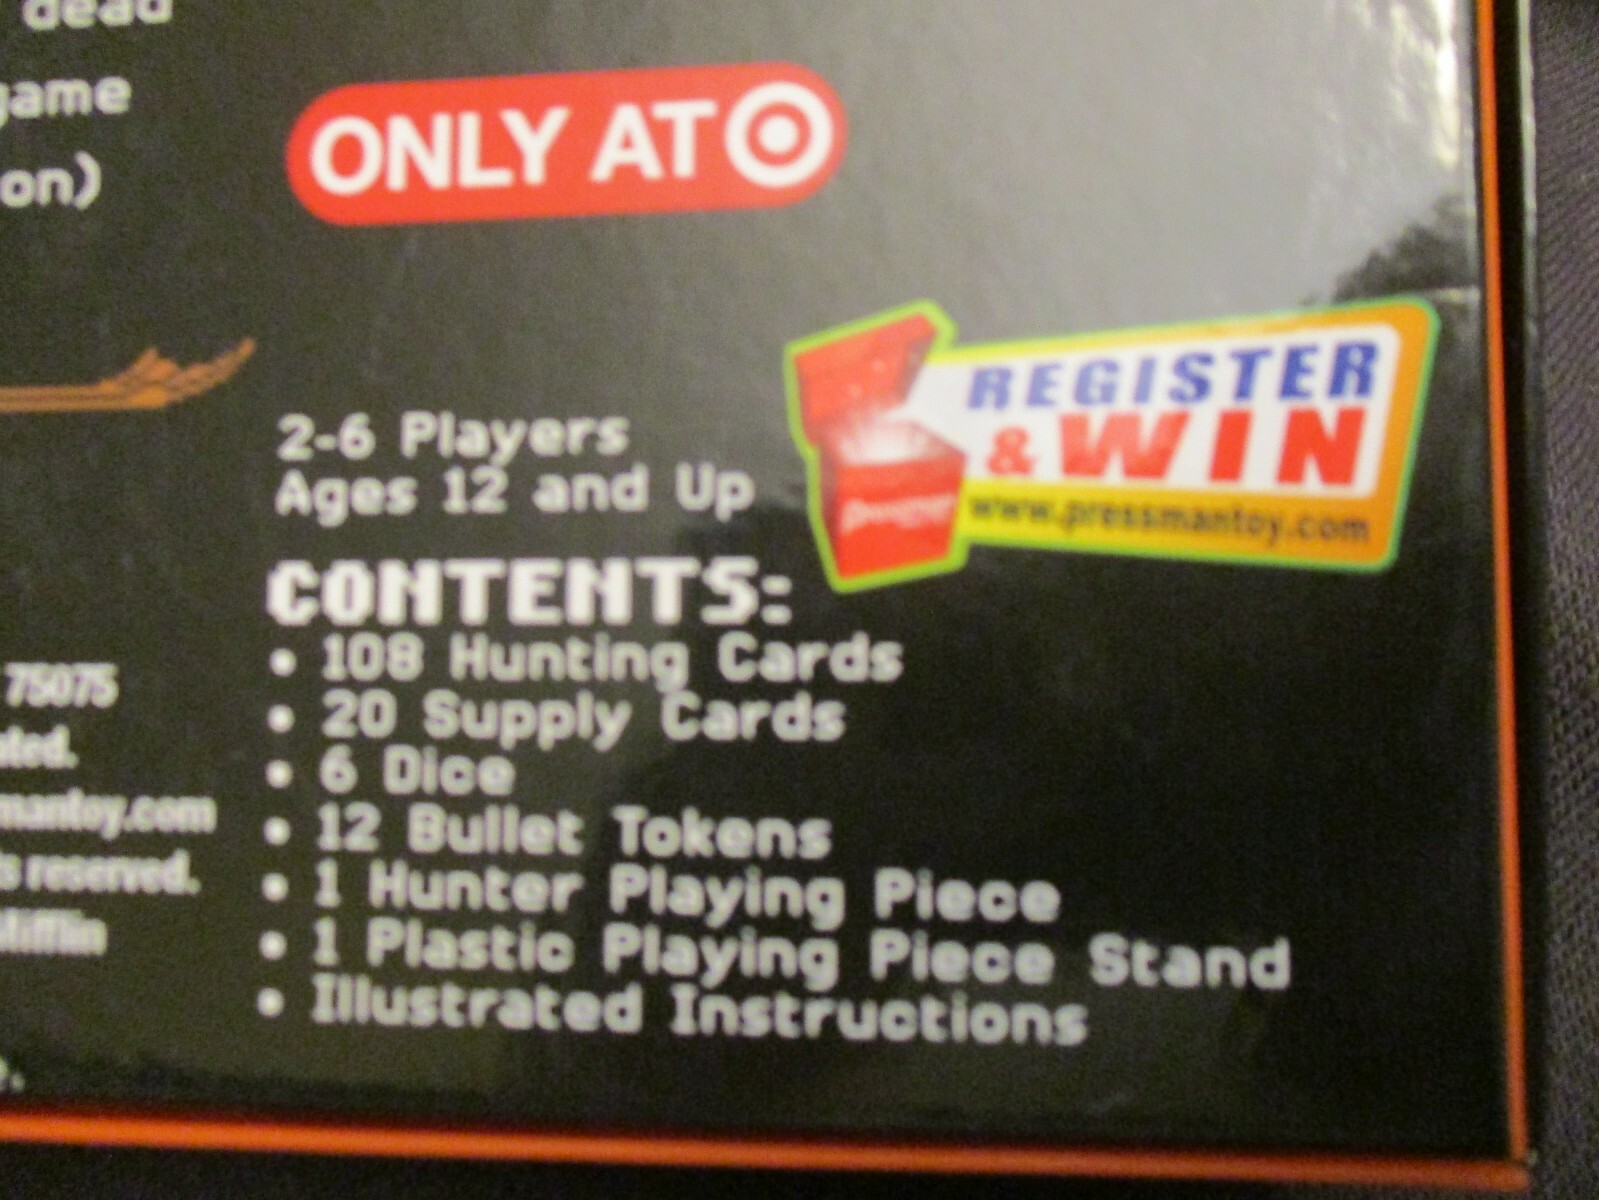 dead
game
on)
ONLY AT
REGISTER
& WIN
www.pressmantoy.com
2-6 Players
Ages 12 and Up
CONTENTS:
• 108 Hunting Cards
• 20 Supply Cards
• 6 Dice
• 12 Bullet Tokens
• 1 Hunter Playing Piece
• 1 Plastic Playing Piece Stand
• Illustrated Instructions
75075
mantoy.com
reserved.